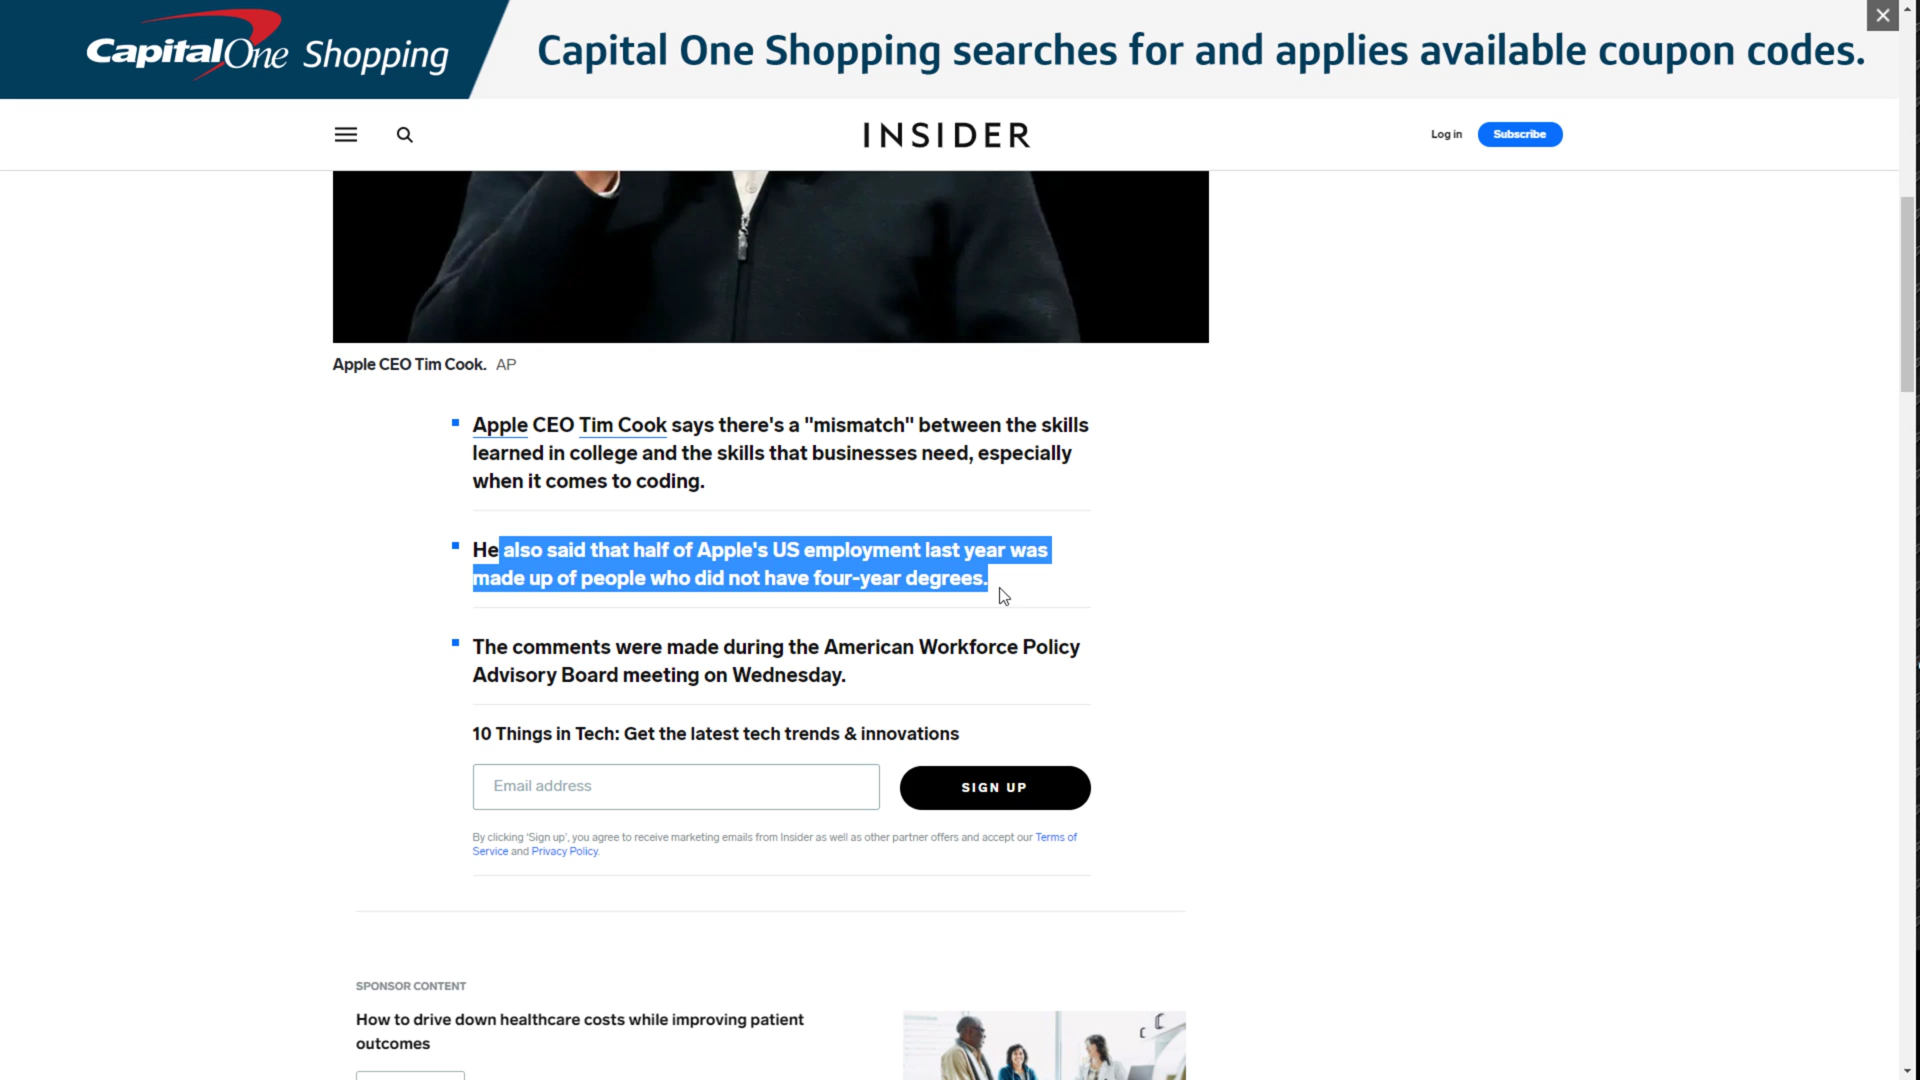 CapitalOne Shopping
Capital One Shopping searches for and applies available coupon codes.
INSIDER
Log in
Subscribe
Apple CEO Tim Cook. AP
Apple CEO Tim Cook says there's a "mismatch" between the skills
learned in college and the skills that businesses need, especially
when it comes to coding.
He also said that half of Apple's US employment last year was
made up of people who did not have four-year degrees.
The comments were made during the American Workforce Policy
Advisory Board meeting on Wednesday.
10 Things in Tech: Get the latest tech trends & innovations
Email address
SIGN UP
By clicking 'Sign up', you agree to receive marketing emails from Insider as well as other partner offers and accept our Terms of
Service and Privacy Policy.
SPONSOR CONTENT
How to drive down healthcare costs while improving patient
outcomes